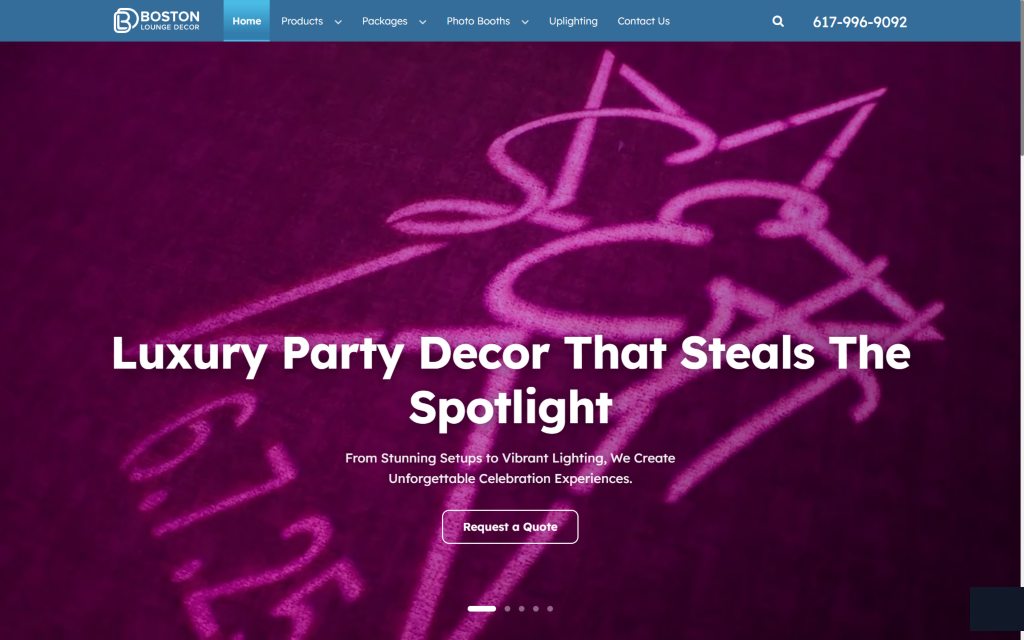 BOSTON
LOUNGE DECOR
Home
Products
Packages
Photo Booths
Uplighting
Contact Us
617-996-9092
Luxury Party Decor That Steals The
Spotlight
From Stunning Setups to Vibrant Lighting, We Create
Unforgettable Celebration Experiences.
Request a Quote